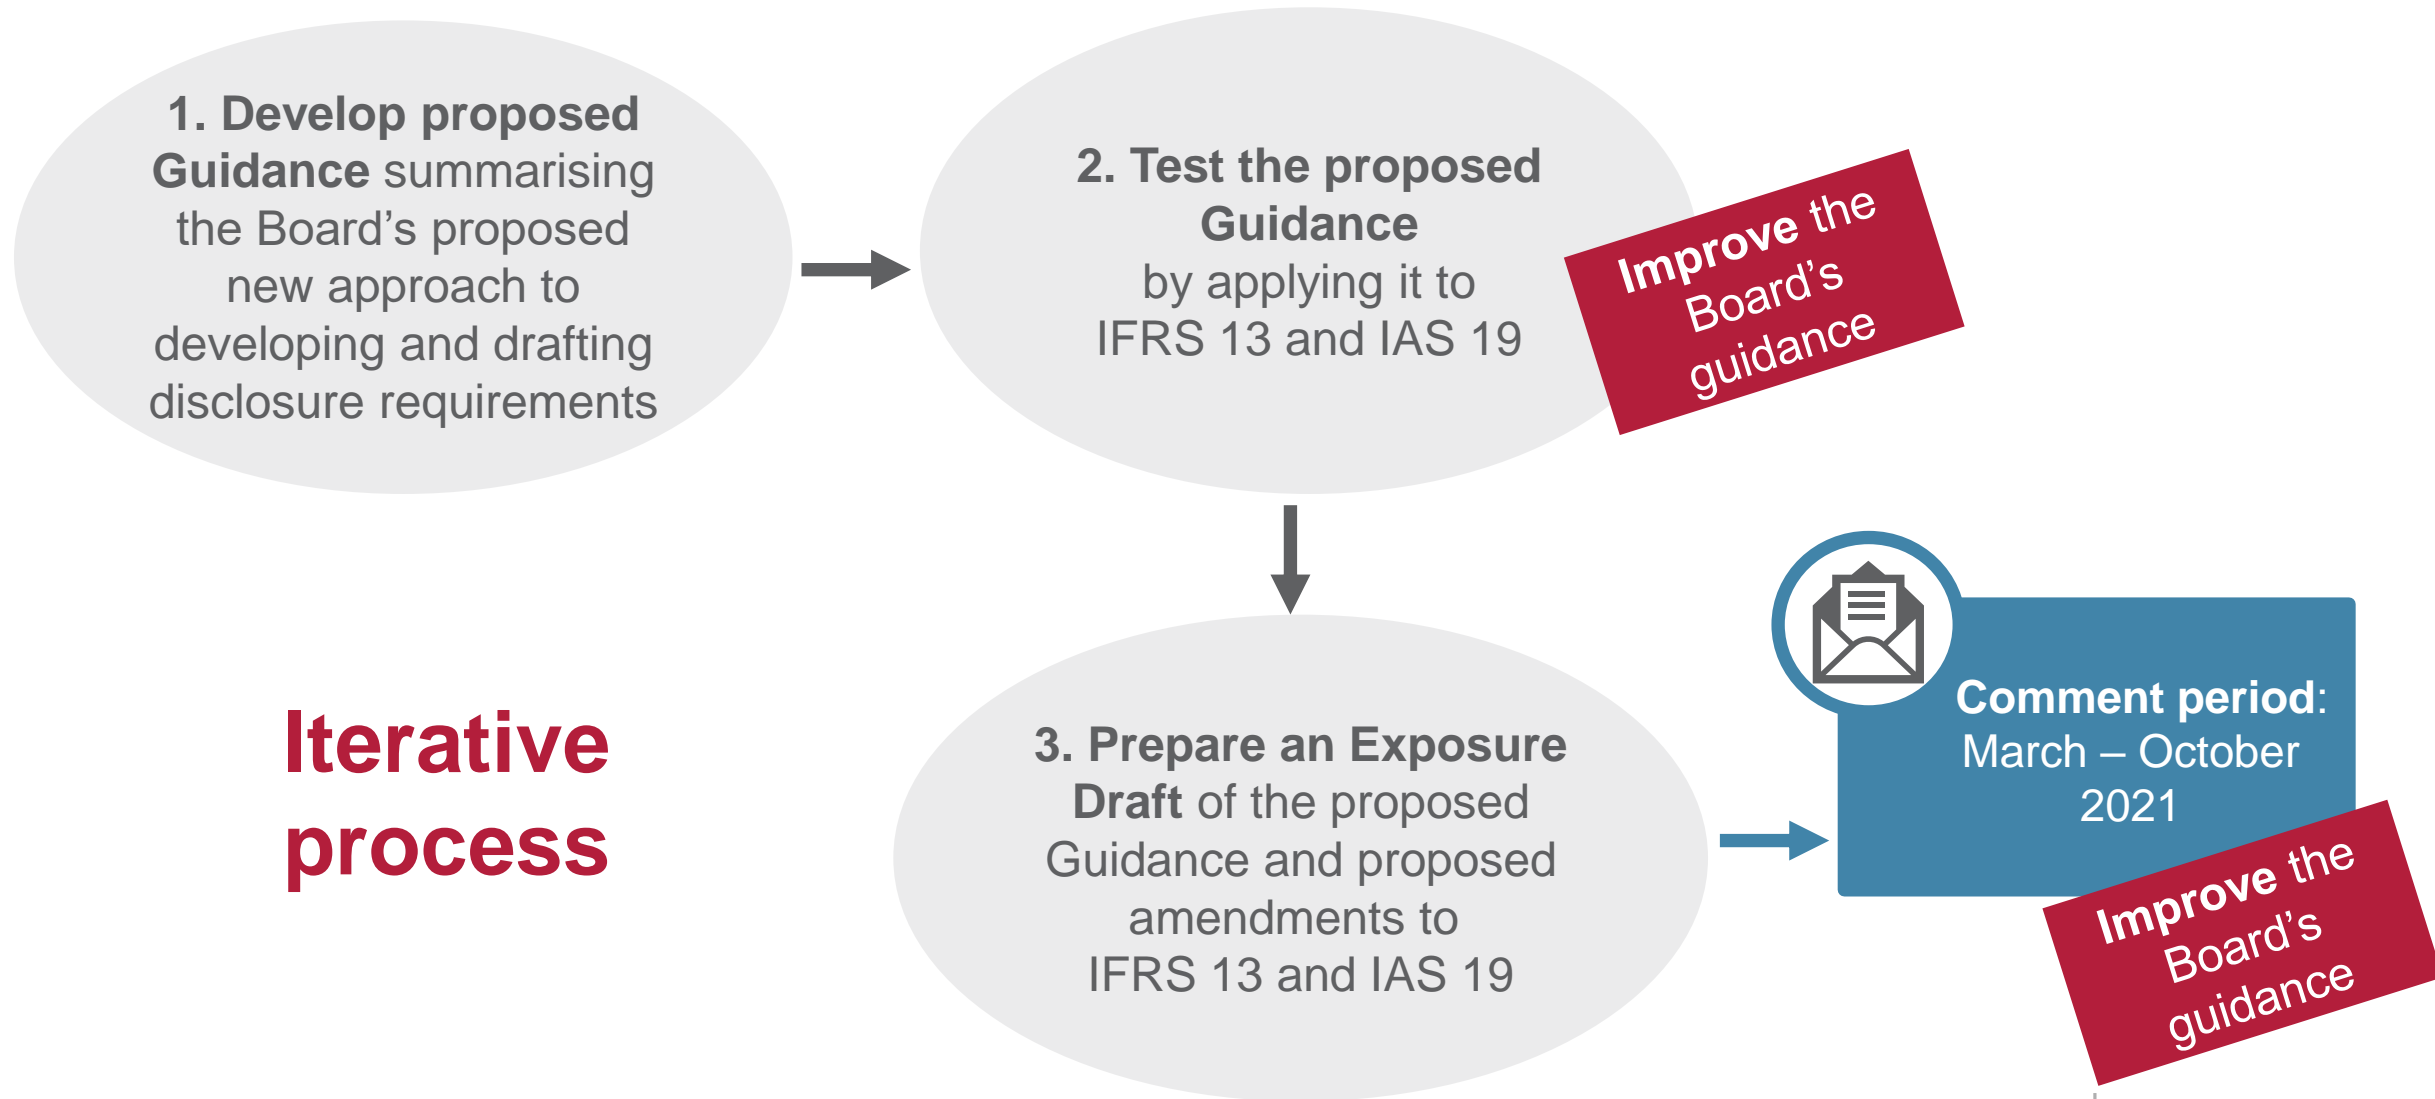 1. Develop proposed
Guidance summarising
the Board’s proposed
new approach to
developing and drafting
disclosure requirements
2. Test the proposed
Guidance
by applying it to
IFRS 13 and IAS 19
Improve the
Board’s
guidance
Iterative
process
3. Prepare an Exposure
Draft of the proposed
Guidance and proposed
amendments to
IFRS 13 and IAS 19
Comment period:
March – October
2021
Improve the
Board’s
guidance